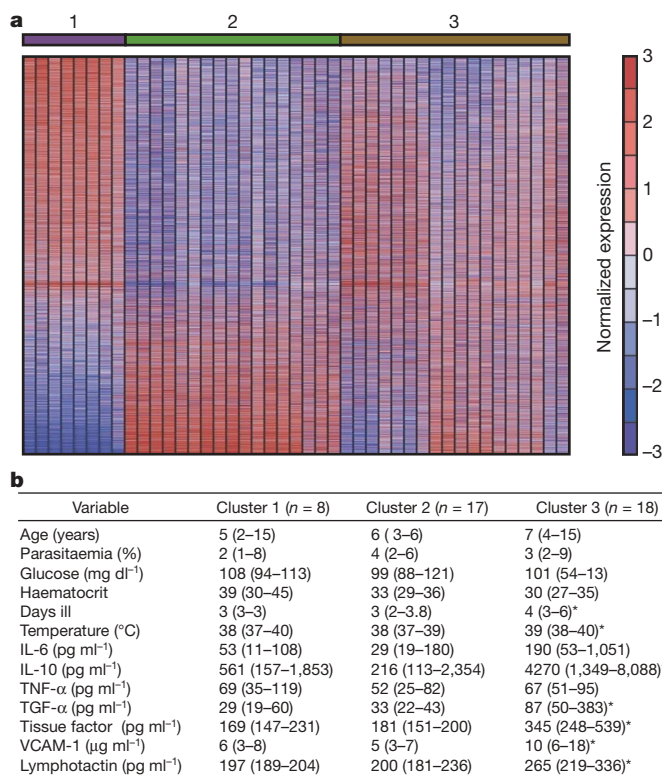 a
1 2 3
3
2
1
0
–1
–2
–3
Normalized expression
b
Variable Cluster 1 (n = 8) Cluster 2 (n = 17) Cluster 3 (n = 18)
Age (years) 5 (2–15) 6 ( 3–6) 7 (4–15)
Parasitaemia (%) 2 (1–8) 4 (2–6) 3 (2–9)
Glucose (mg dl⁻¹) 108 (94–113) 99 (88–121) 101 (54–13)
Haematocrit 39 (30–45) 33 (29–36) 30 (27–35)
Days ill 3 (3–3) 3 (2–3.8) 4 (3–6)*
Temperature (°C) 38 (37–40) 38 (37–39) 39 (38–40)*
IL-6 (pg ml⁻¹) 53 (11–108) 29 (19–180) 190 (53–1,051)
IL-10 (pg ml⁻¹) 561 (157–1,853) 216 (113–2,354) 4270 (1,349–8,088)
TNF-α (pg ml⁻¹) 69 (35–119) 52 (25–82) 67 (51–95)
TGF-α (pg ml⁻¹) 29 (19–60) 33 (22–43) 87 (50–383)*
Tissue factor (pg ml⁻¹) 169 (147–231) 181 (151–200) 345 (248–539)*
VCAM-1 (µg ml⁻¹) 6 (3–8) 5 (3–7) 10 (6–18)*
Lymphotactin (pg ml⁻¹) 197 (189–204) 200 (181–236) 265 (219–336)*